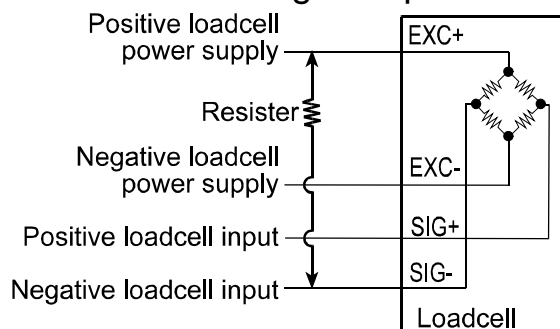 Positive loadcell
power supply
EXC+
Resister
Negative loadcell
power supply
EXC-
Positive loadcell input
SIG+
Negative loadcell input
SIG-
Loadcell